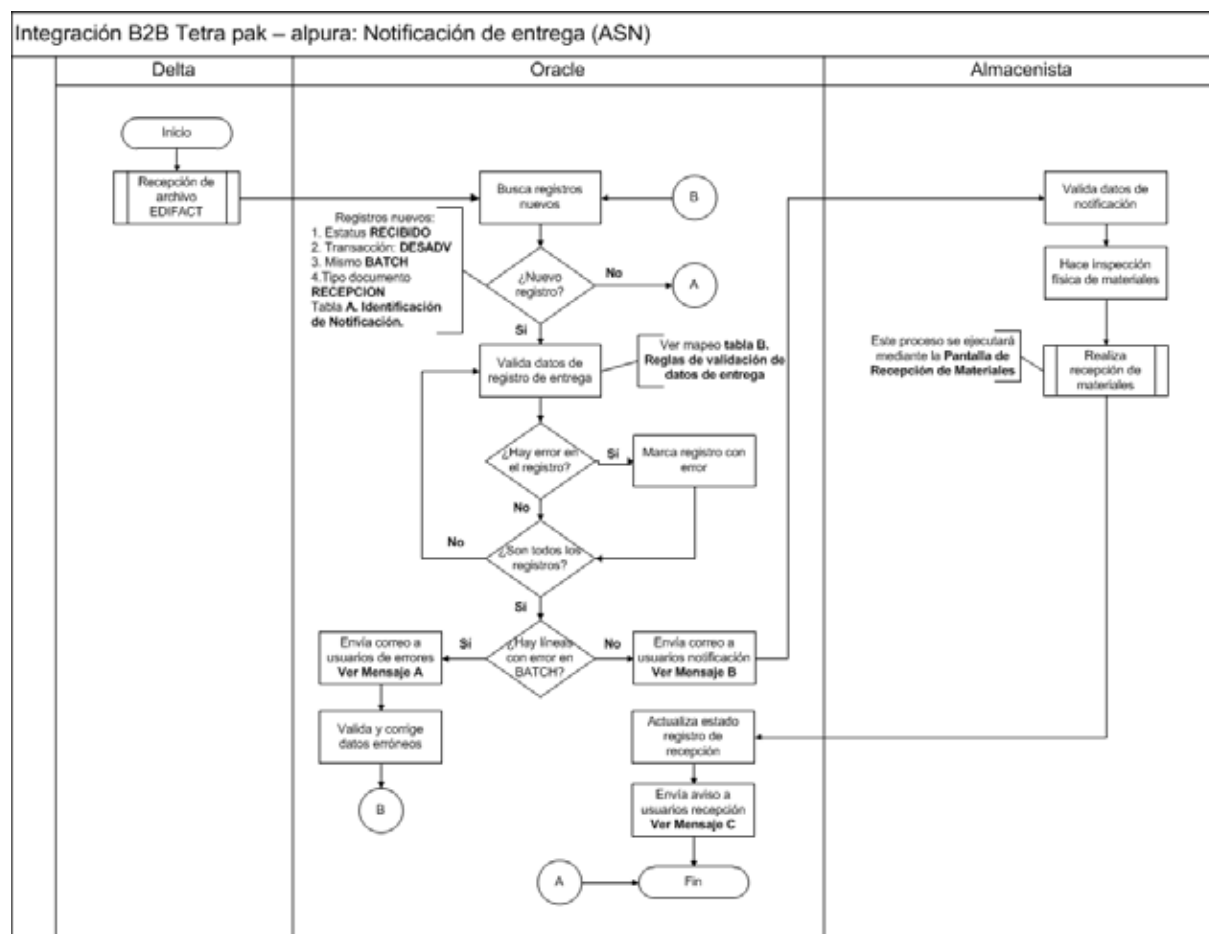 Integración B2B Tetra pak – alpura: Notificación de entrega (ASN)
Delta
Oracle
Almacenista
Inicio
Recepción de
archivo
EDIFACT
Busca registros
nuevos
B
Valida datos de
notificación
Registros nuevos:
1. Estatus RECIBIDO
2. Transacción: DESADV
3. Mismo BATCH
4.Tipo documento
RECEPCION
Tabla A. Identificación
de Notificación.
¿Nuevo
registro?
No
A
Hace inspección
física de materiales
Sí
Valida datos de
registro de entrega
Ver mapeo tabla B.
Reglas de validación de
datos de entrega
Este proceso se ejecutará
mediante la Pantalla de
Recepción de Materiales
Realiza
recepción de
materiales
¿Hay error en
el registro?
Sí
Marca registro con
error
No
No
¿Son todos los
registros?
Sí
Envía correo a
usuarios de errores
Ver Mensaje A
Sí
¿Hay líneas
con error en
BATCH?
No
Envía correo a
usuarios notificación
Ver Mensaje B
Valida y corrige
datos erróneos
Actualiza estado
registro de
recepción
B
Envía aviso a
usuarios recepción
Ver Mensaje C
A
Fin